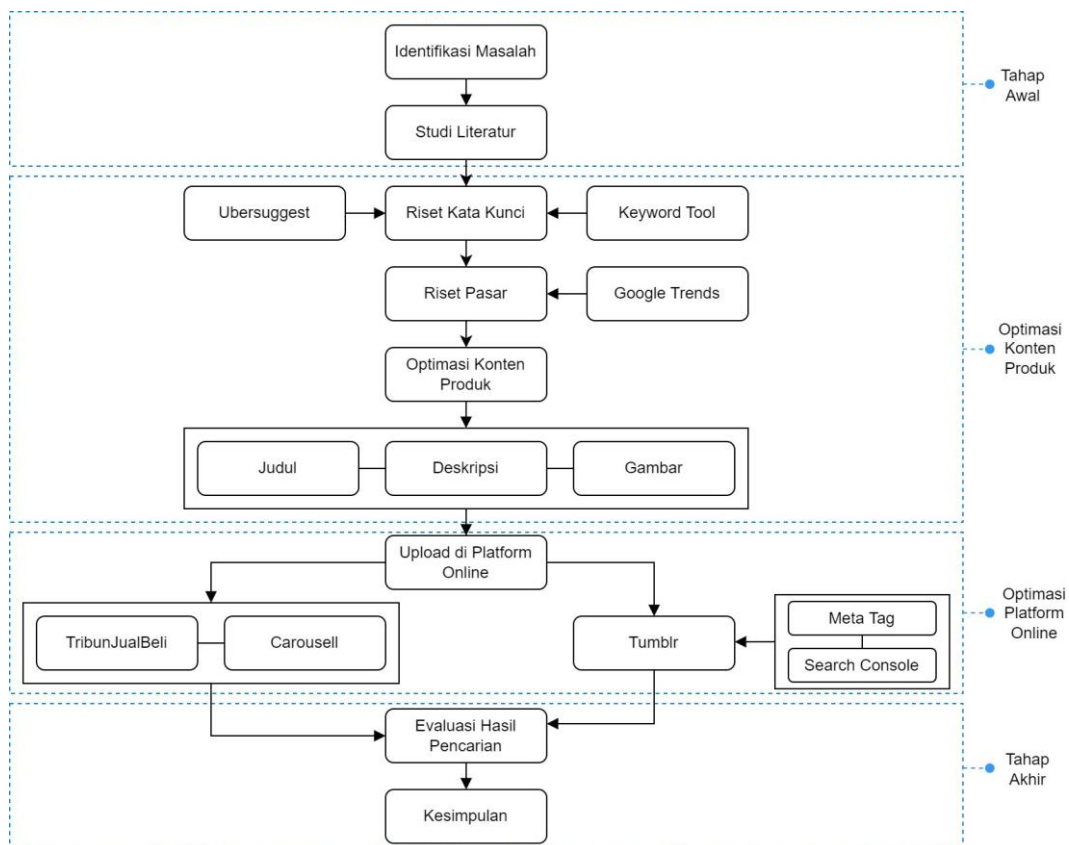 Identifikasi Masalah
Tahap
Awal
Studi Literatur
Ubersuggest
Riset Kata Kunci
Keyword Tool
Riset Pasar
Google Trends
Optimasi
Konten
Produk
Optimasi Konten
Produk
Judul
Deskripsi
Gambar
Upload di Platform
Online
Optimasi
Platform
Online
TribunJualBeli
Carousell
Tumblr
Meta Tag
Search Console
Evaluasi Hasil
Pencarian
Tahap
Akhir
Kesimpulan